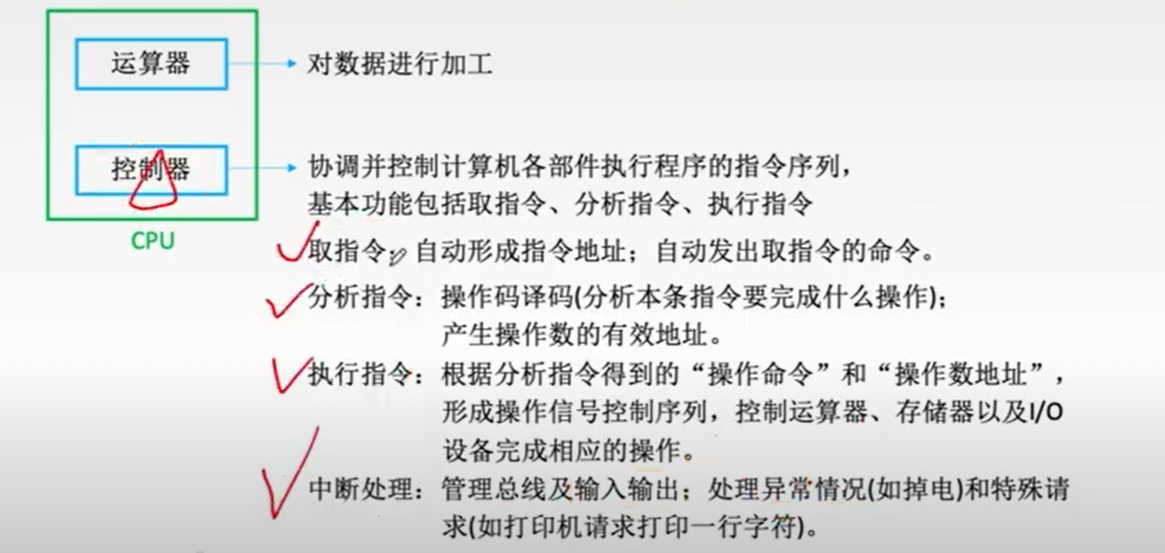 运算器
对数据进行加工
控制器
协调并控制计算机各部件执行程序的指令序列，
基本功能包括取指令、分析指令、执行指令
CPU
取指令：自动形成指令地址；自动发出取指令的命令。
分析指令：操作码译码(分析本条指令要完成什么操作)；
产生操作数的有效地址。
执行指令：根据分析指令得到的“操作命令”和“操作数地址”，
形成操作信号控制序列，控制运算器、存储器以及I/O
设备完成相应的操作。
中断处理：管理总线及输入输出；处理异常情况(如掉电)和特殊请
求(如打印机请求打印一行字符)。